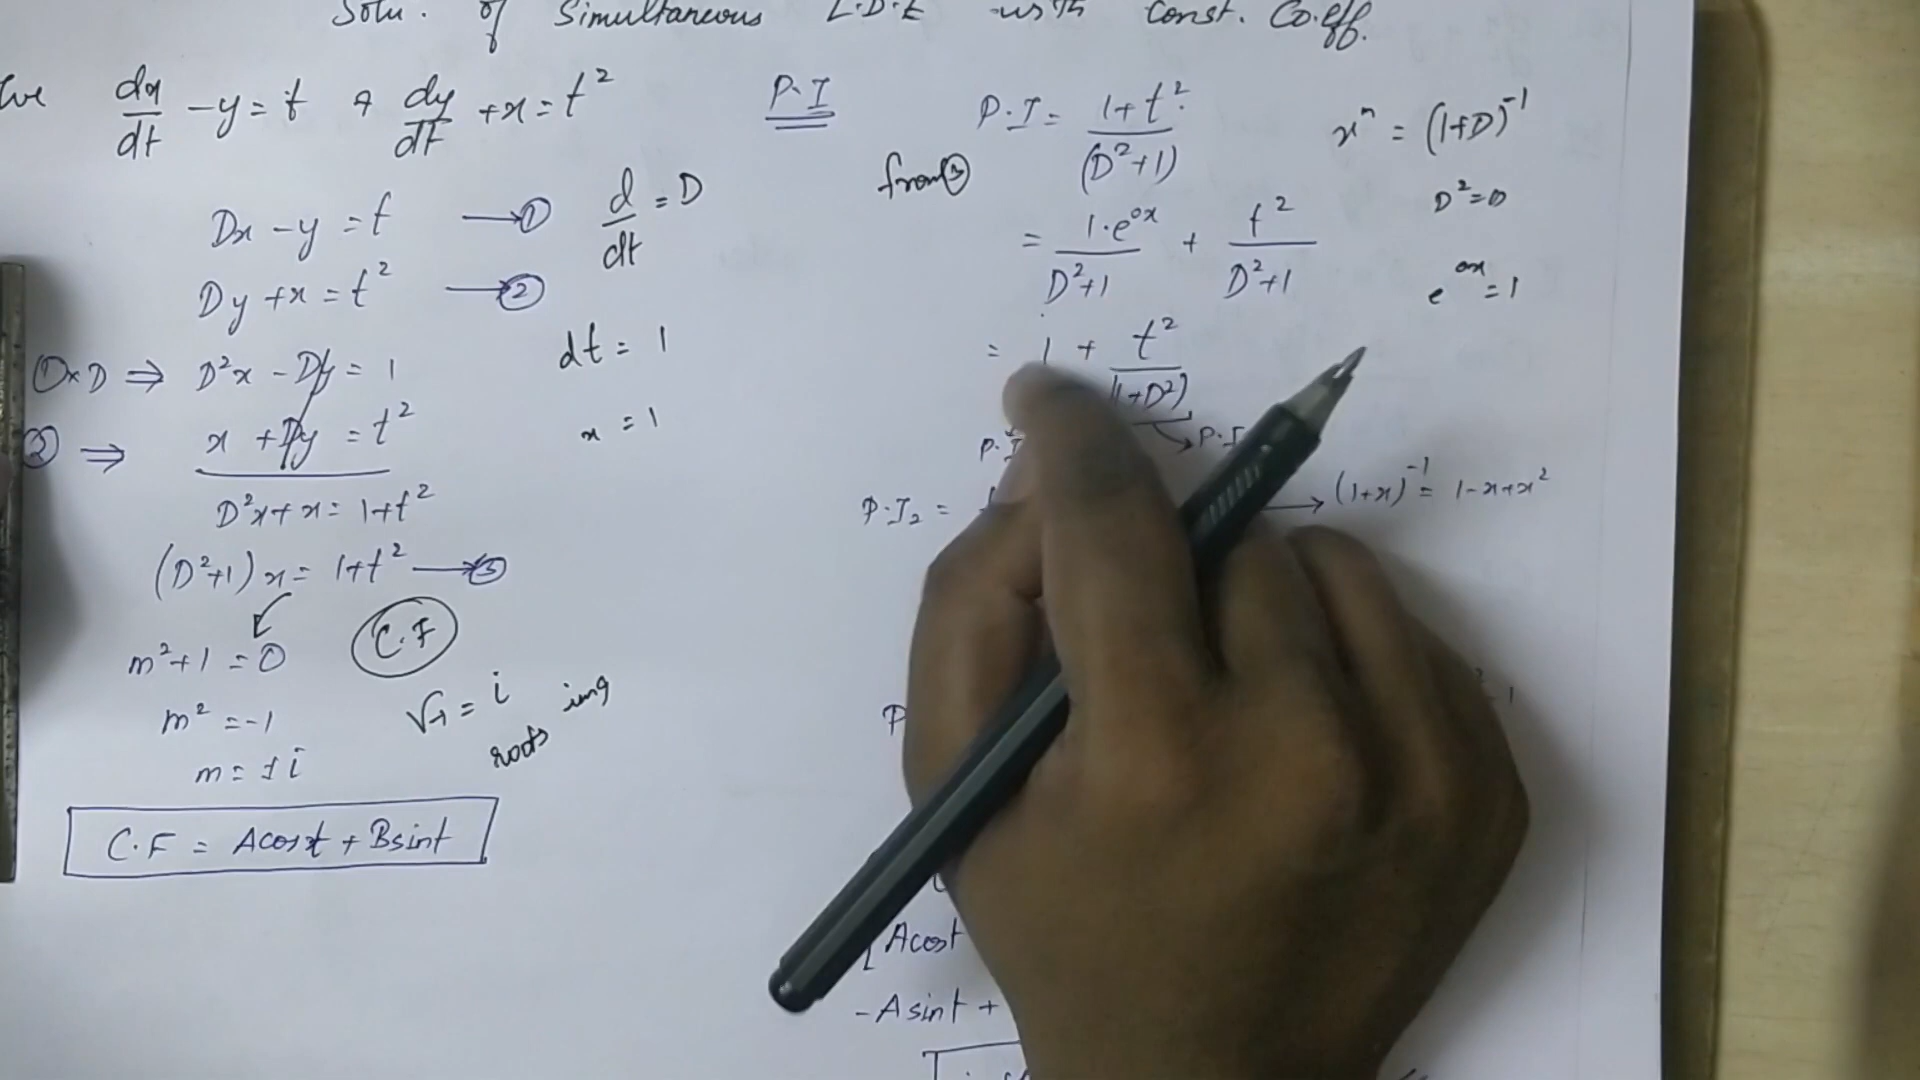 Solu. of Simultaneous L.D.E with Const. Co.eff.
dx/dt - y = t & dy/dt + x = t²
Dx - y = t → ①
d/dt = D
Dy + x = t² → ②
①×D ⇒ D²x - Dy = 1
dt = 1
② ⇒ x + Dy = t²
x = 1
D²x + x = 1+t²
(D²+1)x = 1+t² → ③
m²+1 = 0
C.F
m² = -1
√-1 = i
roots img
m = ± i
C.F = Acost + Bsint
P.I
P.I = 1+t²/(D²+1)
from ③
= 1·e⁰ˣ/D²+1 + t²/D²+1
= 1 + t²/(1+D²)
P.I
P.I
P.I₂ =
→ (1+x)⁻¹ = 1-x+x²
Acost
-Asint +
xⁿ = (1+D)⁻¹
D² = 0
e⁰ˣ = 1